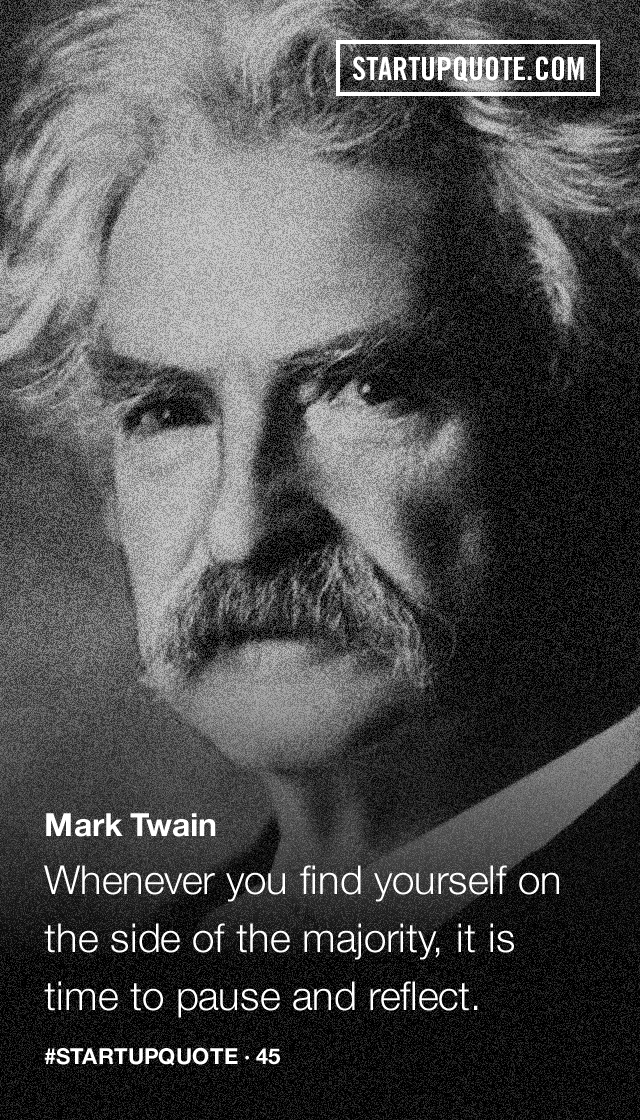 STARTUPQUOTE.COM
Mark Twain
Whenever you find yourself on
the side of the majority, it is
time to pause and reflect.
#STARTUPQUOTE · 45